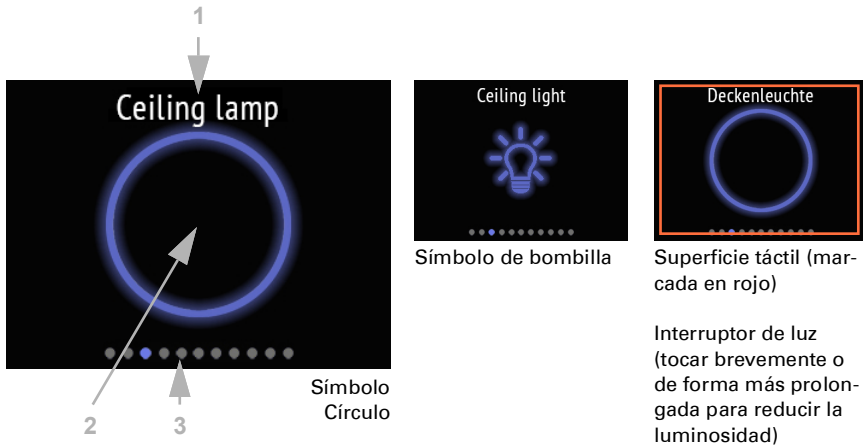 1
Ceiling lamp
2
3
Símbolo
Círculo
Ceiling light
Símbolo de bombilla
Deckenleuchte
Superficie táctil (mar-
cada en rojo)
Interruptor de luz
(tocar brevemente o
de forma más prolon-
gada para reducir la
luminosidad)